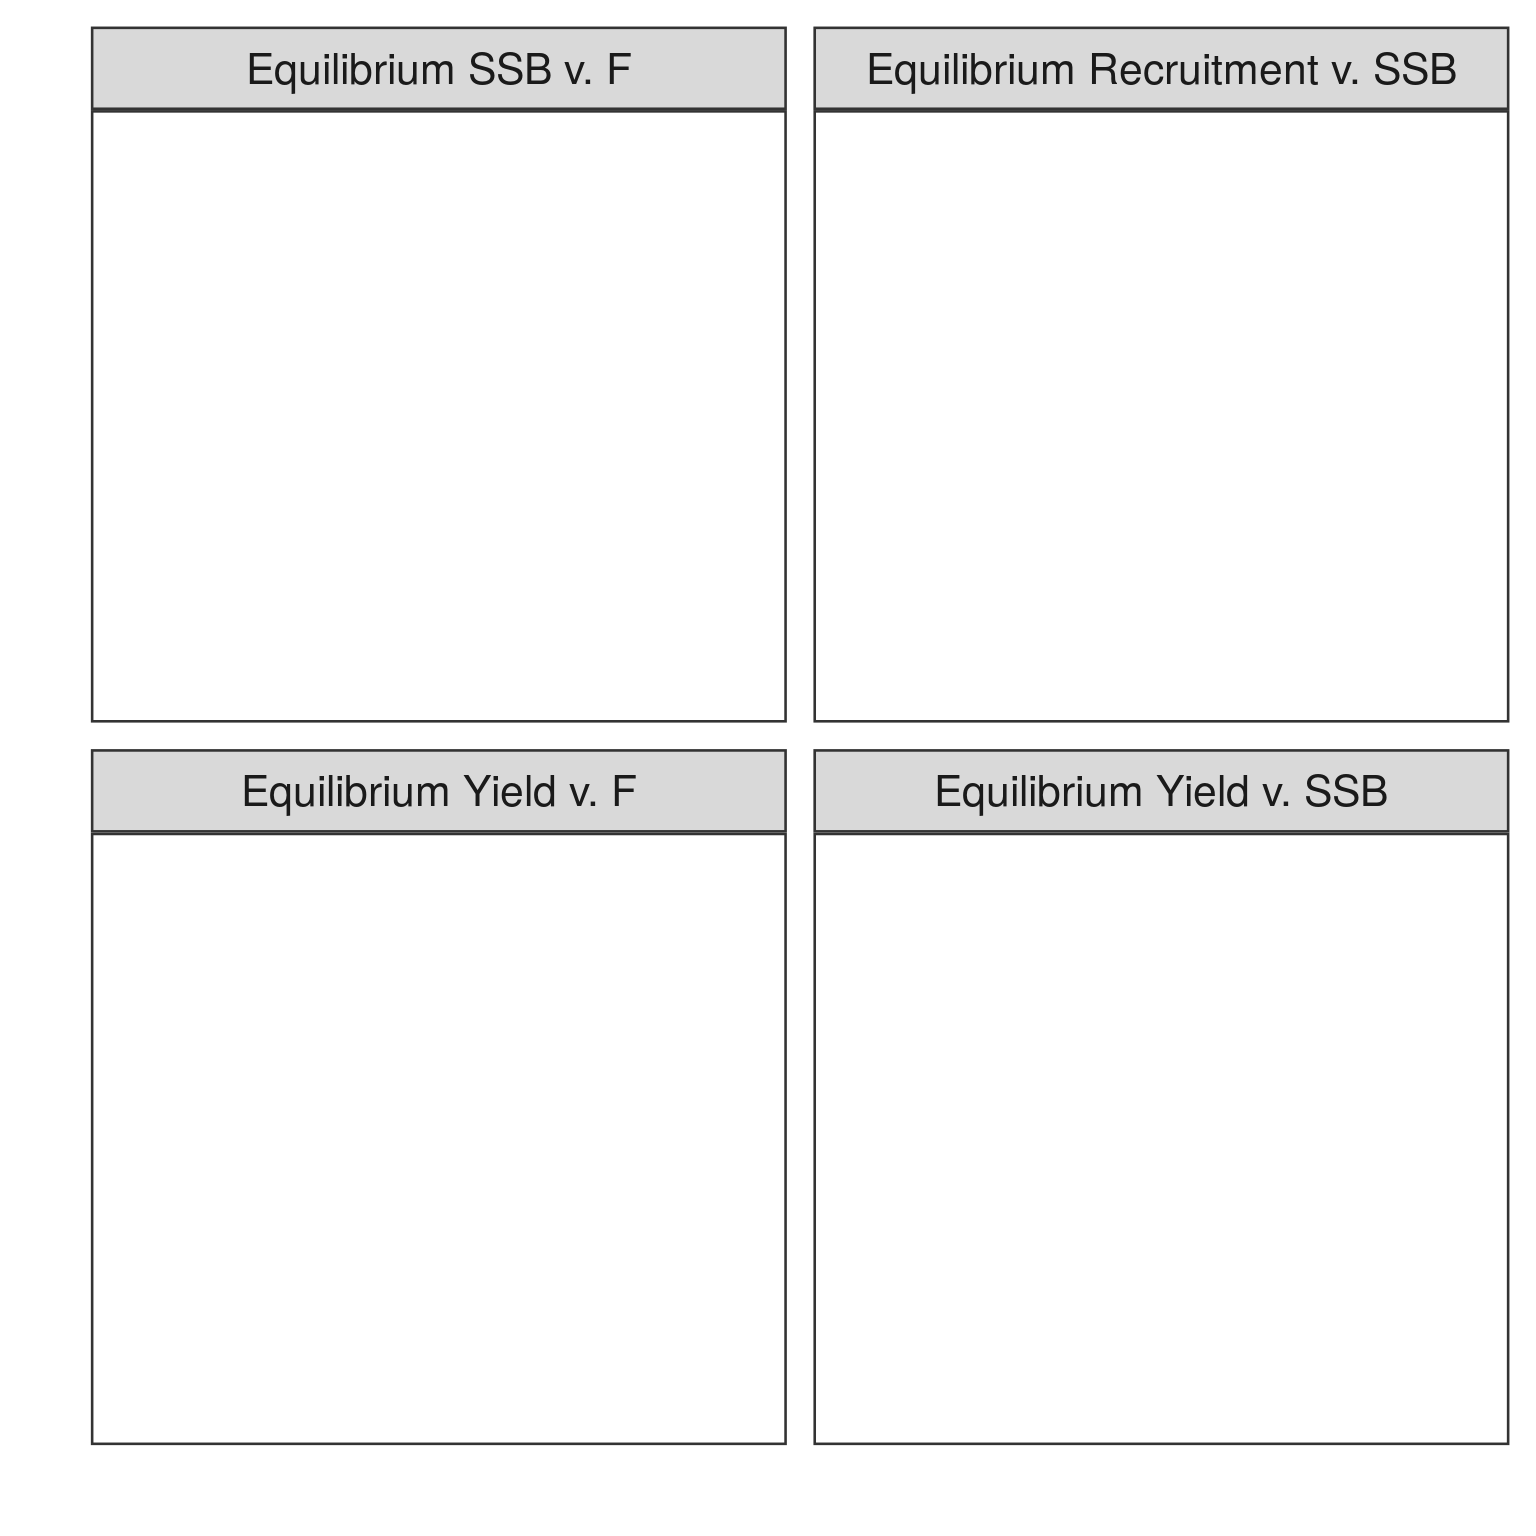 Equilibrium SSB v. F
Equilibrium Recruitment v. SSB
Equilibrium Yield v. F
Equilibrium Yield v. SSB